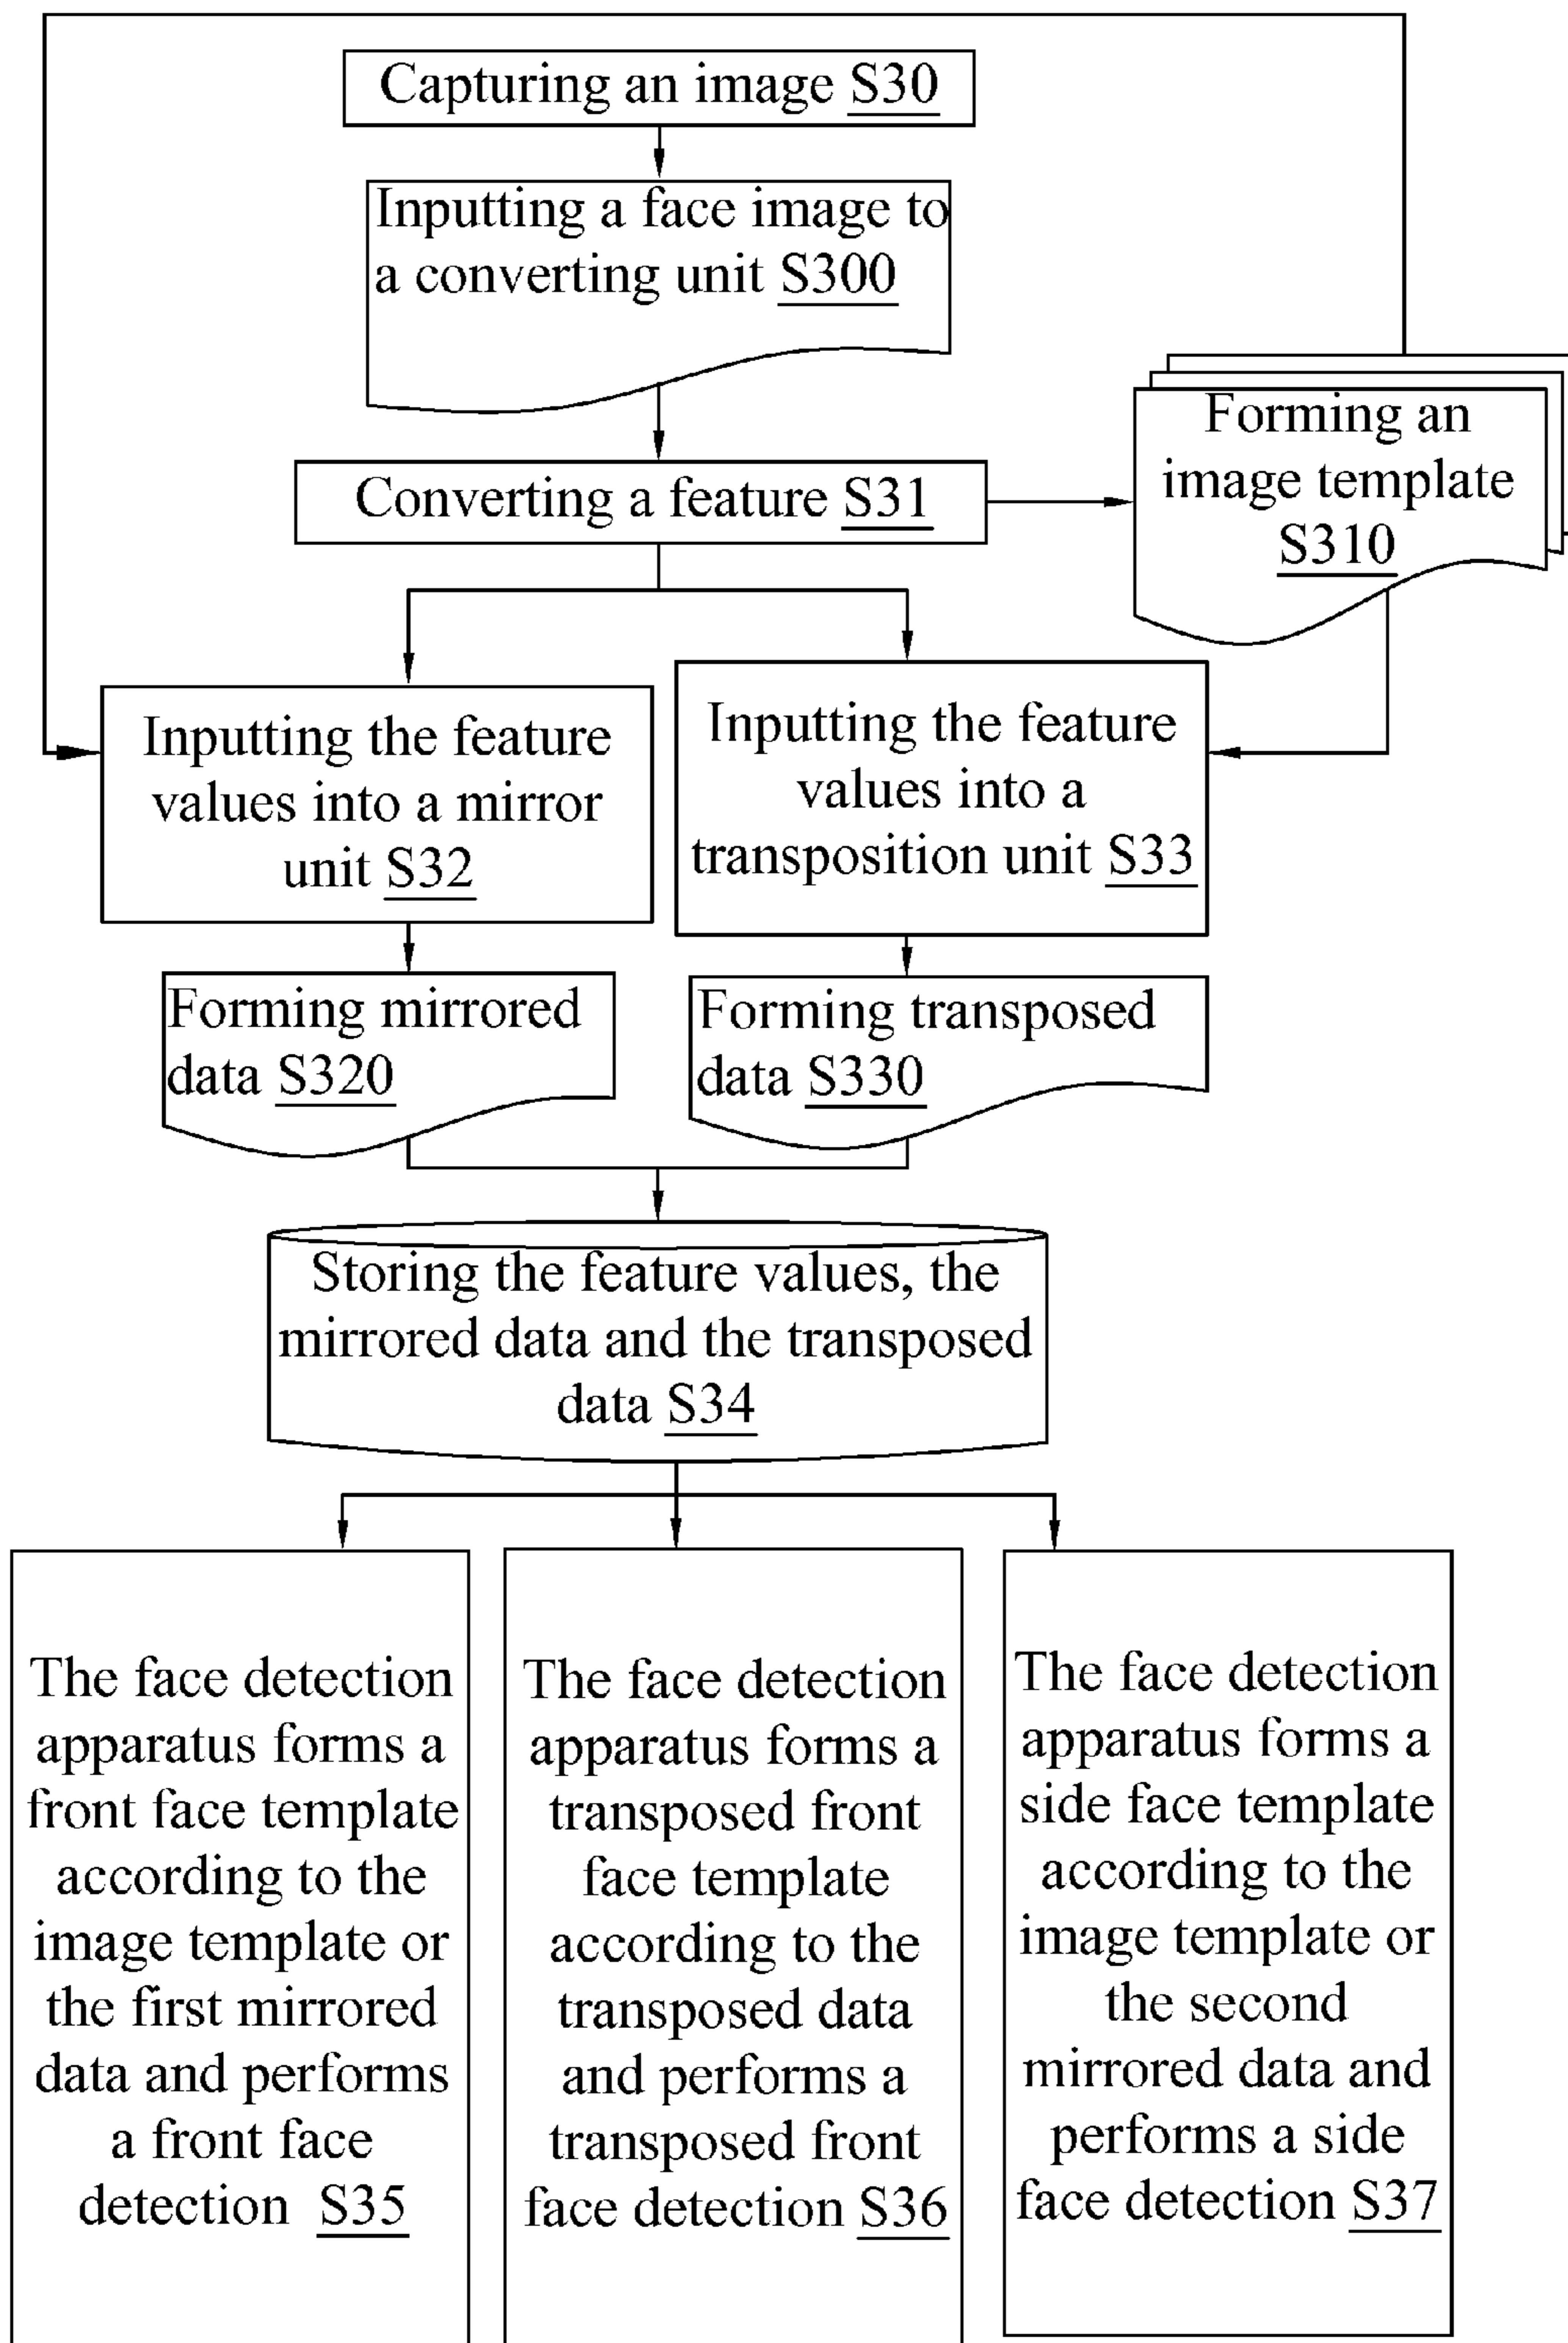 Capturing an image S30
Inputting a face image to
a converting unit S300
Forming an
image template
S310
Converting a feature S31
Inputting the feature
values into a mirror
unit S32
Inputting the feature
values into a
transposition unit S33
Forming mirrored
data S320
Forming transposed
data S330
Storing the feature values, the
mirrored data and the transposed
data S34
The face detection
apparatus forms a
front face template
according to the
image template or
the first mirrored
data and performs
a front face
detection S35
The face detection
apparatus forms a
transposed front
face template
according to the
transposed data
and performs a
transposed front
face detection S36
The face detection
apparatus forms a
side face template
according to the
image template or
the second
mirrored data and
performs a side
face detection S37